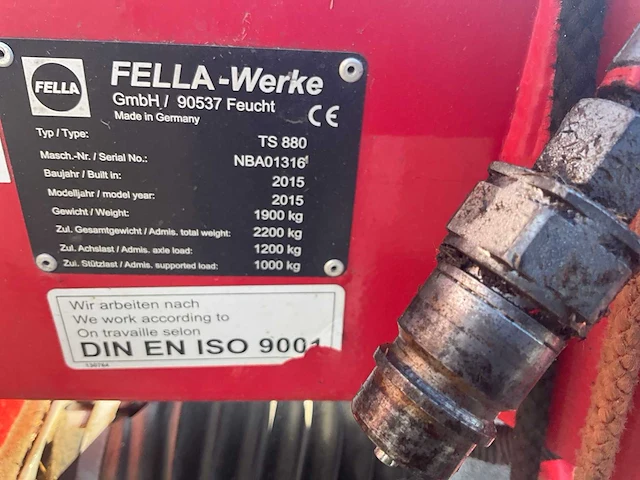 FELLA
FELLA-Werke
GmbH/ 90537 Feucht
Made in Germany
CE
Typ / Type: TS 880
Masch.-Nr. / Serial No.: NBA01316
Baujahr / Built in: 2015
Modelljahr / model year: 2015
Gewicht / Weight: 1900 kg
Zul. Gesamtgewicht / Admis. total weight: 2200 kg
Zul. Achslast / Admis. axle load: 1200 kg
Zul. Stützlast / Admis. supported load: 1000 kg
Wir arbeiten nach
We work according to
On travaille selon
DIN EN ISO 9001
130764